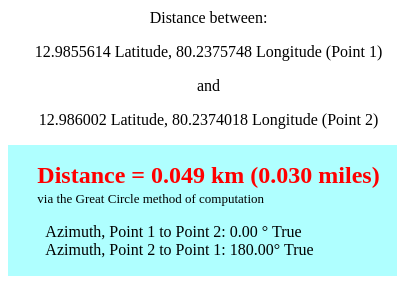 Distance between:
12.9855614 Latitude, 80.2375748 Longitude (Point 1)
and
12.986002 Latitude, 80.2374018 Longitude (Point 2)
Distance = 0.049 km (0.030 miles)
via the Great Circle method of computation
Azimuth, Point 1 to Point 2: 0.00 ° True
Azimuth, Point 2 to Point 1: 180.00° True